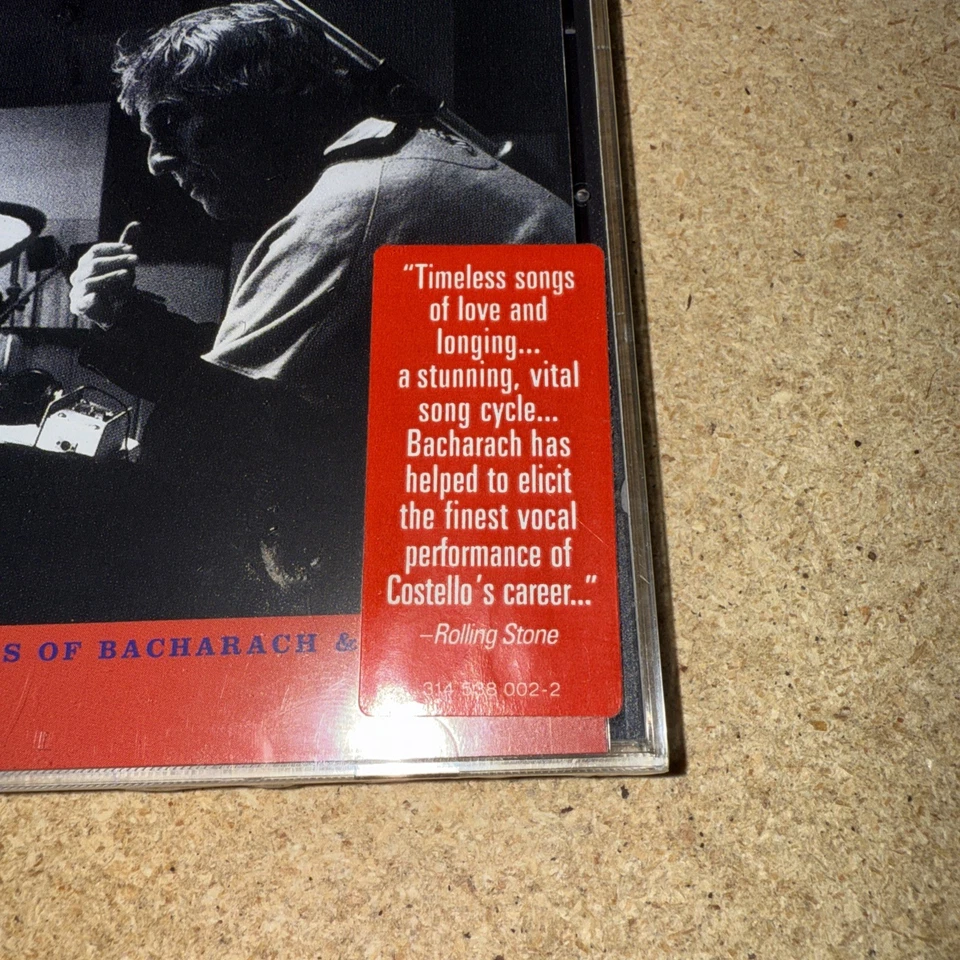 "Timeless songs
of love and
longing...
a stunning, vital
song cycle...
Bacharach has
helped to elicit
the finest vocal
performance of
Costello's career..."
–Rolling Stone
314 538 002-2
S OF BACHARACH &